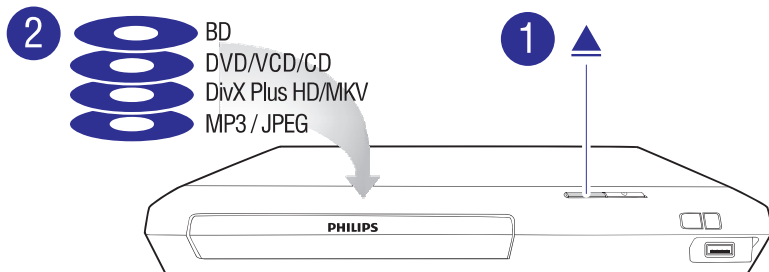 2
BD
DVD/VCD/CD
DivX Plus HD/MKV
MP3 / JPEG
1
PHILIPS